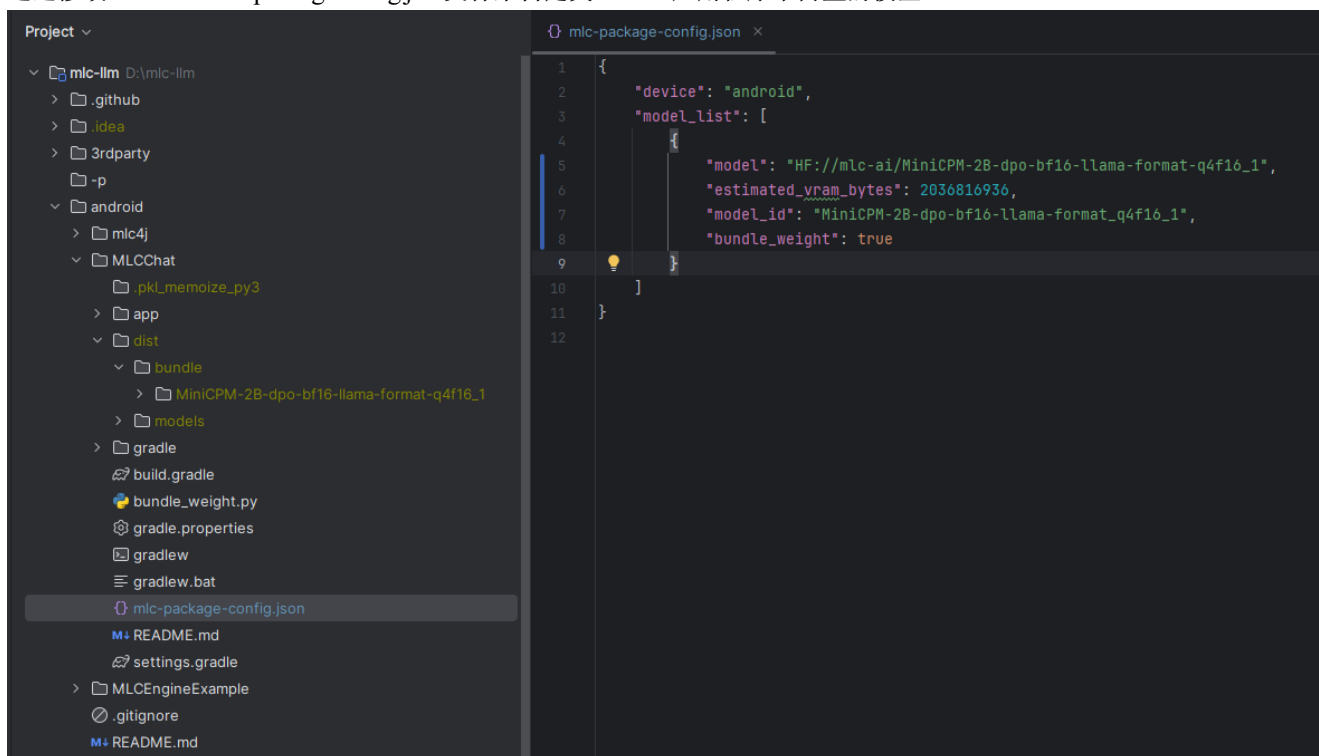 Project
mlc-llm D:\mlc-llm
.github
.idea
3rdparty
-p
android
mlc4j
MLCChat
.pkl_memoize_py3
app
dist
bundle
MiniCPM-2B-dpo-bf16-llama-format-q4f16_1
models
gradle
build.gradle
bundle_weight.py
gradle.properties
gradlew
gradlew.bat
mlc-package-config.json
README.md
settings.gradle
MLCEngineExample
.gitignore
README.md
mlc-package-config.json
1 {
2 "device": "android",
3 "model_list": [
4 {
5 "model": "HF://mlc-ai/MiniCPM-2B-dpo-bf16-llama-format-q4f16_1",
6 "estimated_vram_bytes": 2036816936,
7 "model_id": "MiniCPM-2B-dpo-bf16-llama-format_q4f16_1",
8 "bundle_weight": true
9 }
10 ]
11 }
12